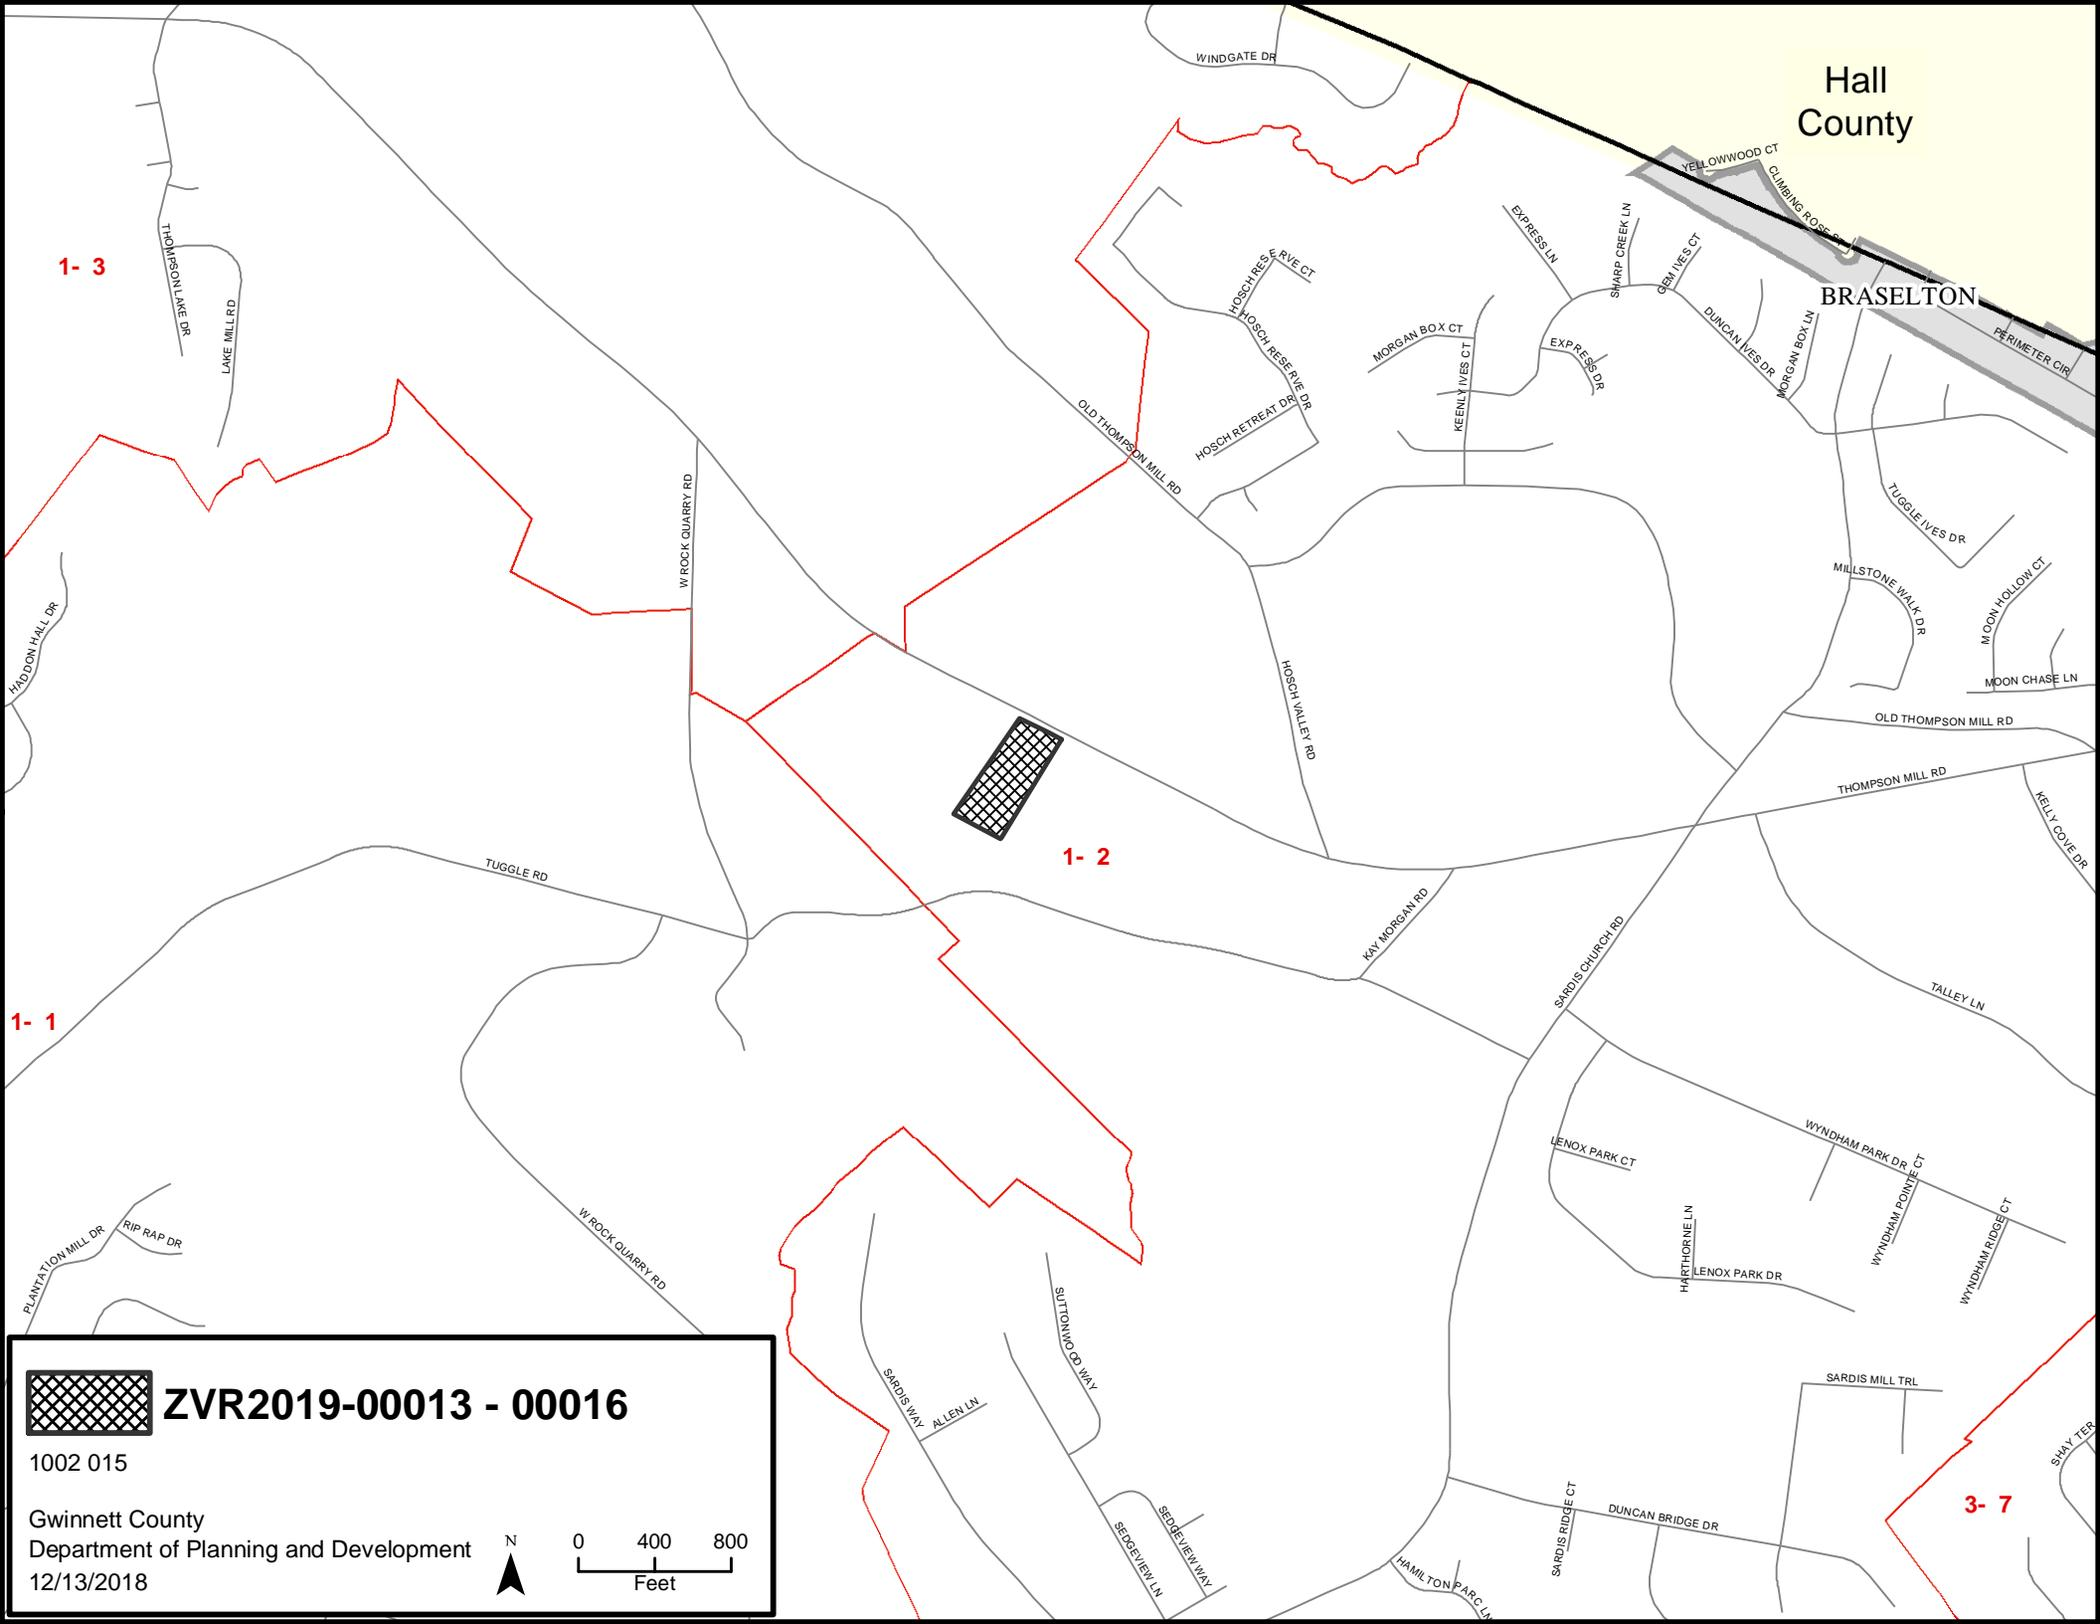 WINDGATE DR
Hall
County
YELLOWWOOD CT
CLIMBING ROSE ST
BRASELTON
PERIMETER CIR
1- 3
THOMPSON LAKE DR
LAKE MILL RD
EXPRESS LN
SHARP CREEK LN
GEM IVES CT
HOSCH RESERVE CT
HOSCH RESERVE DR
MORGAN BOX CT
KEENLY IVES CT
EXPRESS DR
DUNCAN IVES DR
MORGAN BOX LN
OLD THOMPSON MILL RD
HOSCH RETREAT DR
W ROCK QUARRY RD
TUGGLE IVES DR
MILLSTONE WALK DR
MOON HOLLOW CT
MOON CHASE LN
HADDON HALL DR
HOSCH VALLEY RD
OLD THOMPSON MILL RD
THOMPSON MILL RD
KELLY COVE DR
1- 2
TUGGLE RD
KAY MORGAN RD
SARDIS CHURCH RD
TALLEY LN
1- 1
WYNDHAM PARK DR
LENOX PARK CT
WYNDHAM POINTE CT
WYNDHAM RIDGE CT
HARTHORNE LN
LENOX PARK DR
PLANTATION MILL DR
RIP RAP DR
W ROCK QUARRY RD
SUTTONWOOD WAY
SARDIS WAY
ALLEN LN
SARDIS MILL TRL
SHAY TER
3- 7
SEDGEVIEW LN
SEDGEVIEW WAY
SARDIS RIDGE CT
DUNCAN BRIDGE DR
HAMILTON PARC LN
ZVR2019-00013 - 00016
1002 015
Gwinnett County
Department of Planning and Development
12/13/2018
N
0 400 800
Feet